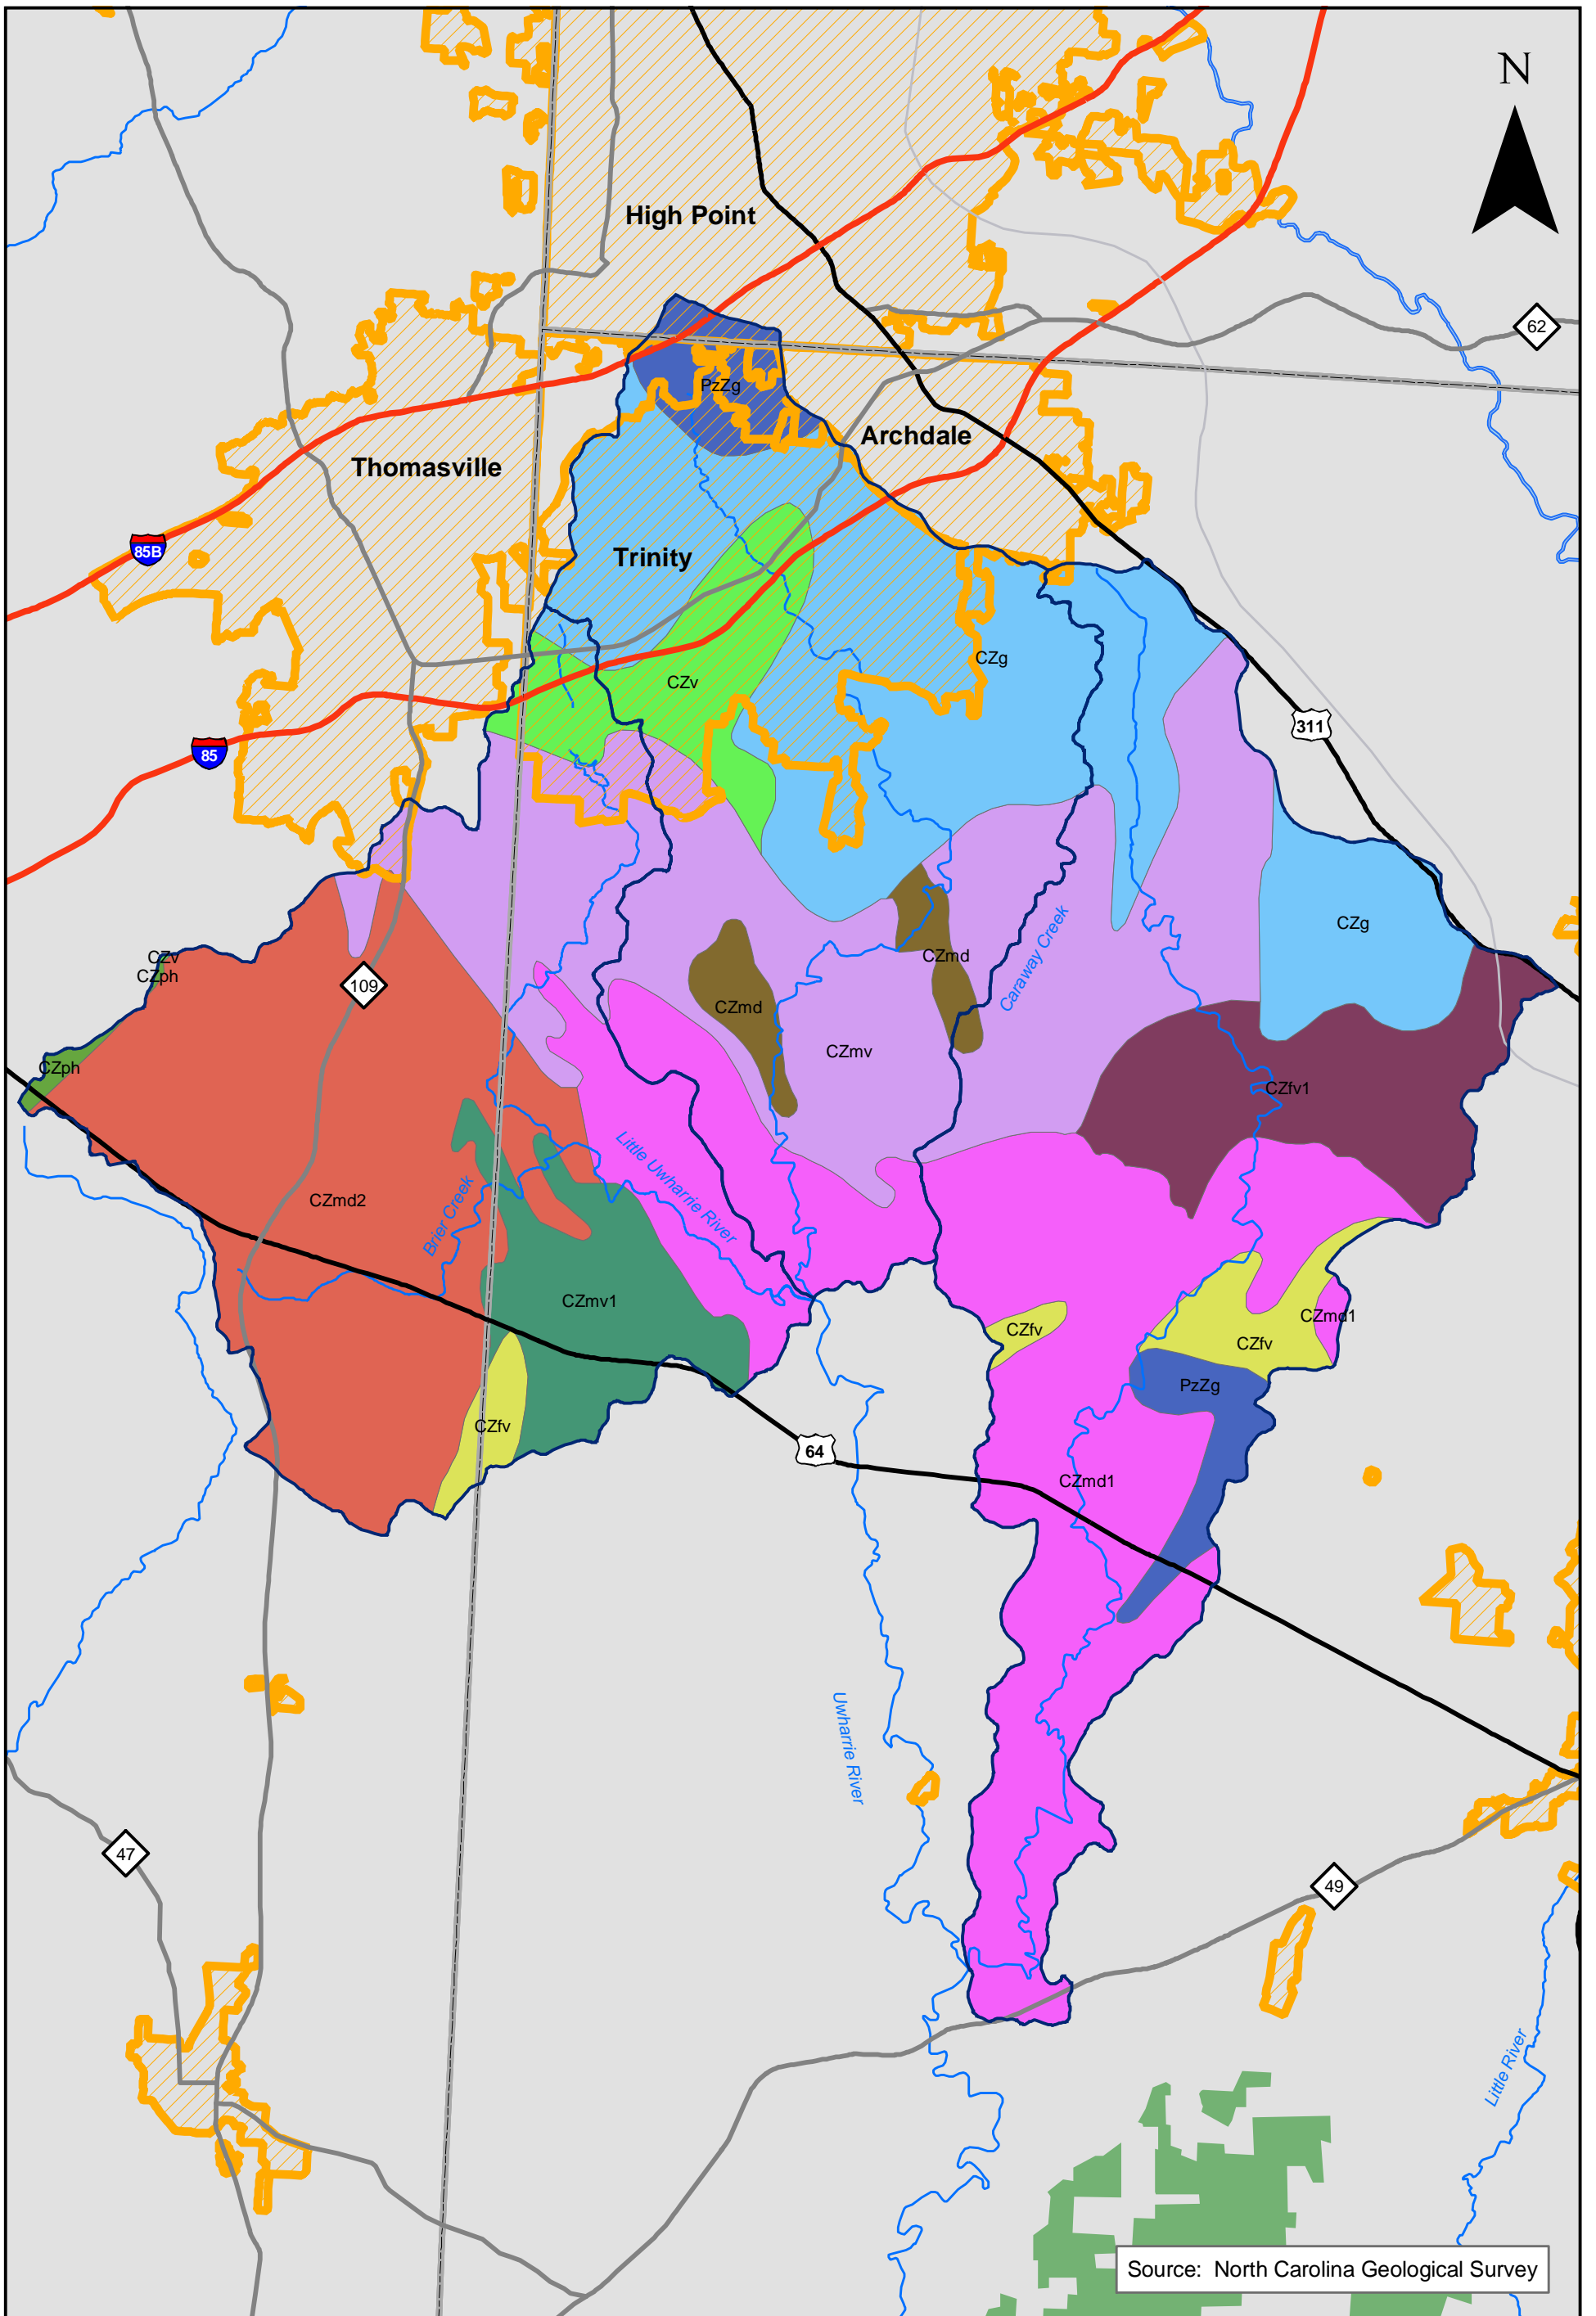 N
High Point
62
PzZg
Archdale
Thomasville
85B
Trinity
CZg
CZv
311
85
CZg
CZv
CZph
CZmd
Caraway Creek
109
CZmd
CZmv
CZph
CZfv1
Little Uwharrie River
CZmd2
Brier Creek
CZmv1
CZfv
CZmd1
CZfv
PzZg
CZfv
64
CZmd1
Uwharrie River
47
49
Little River
Source: North Carolina Geological Survey